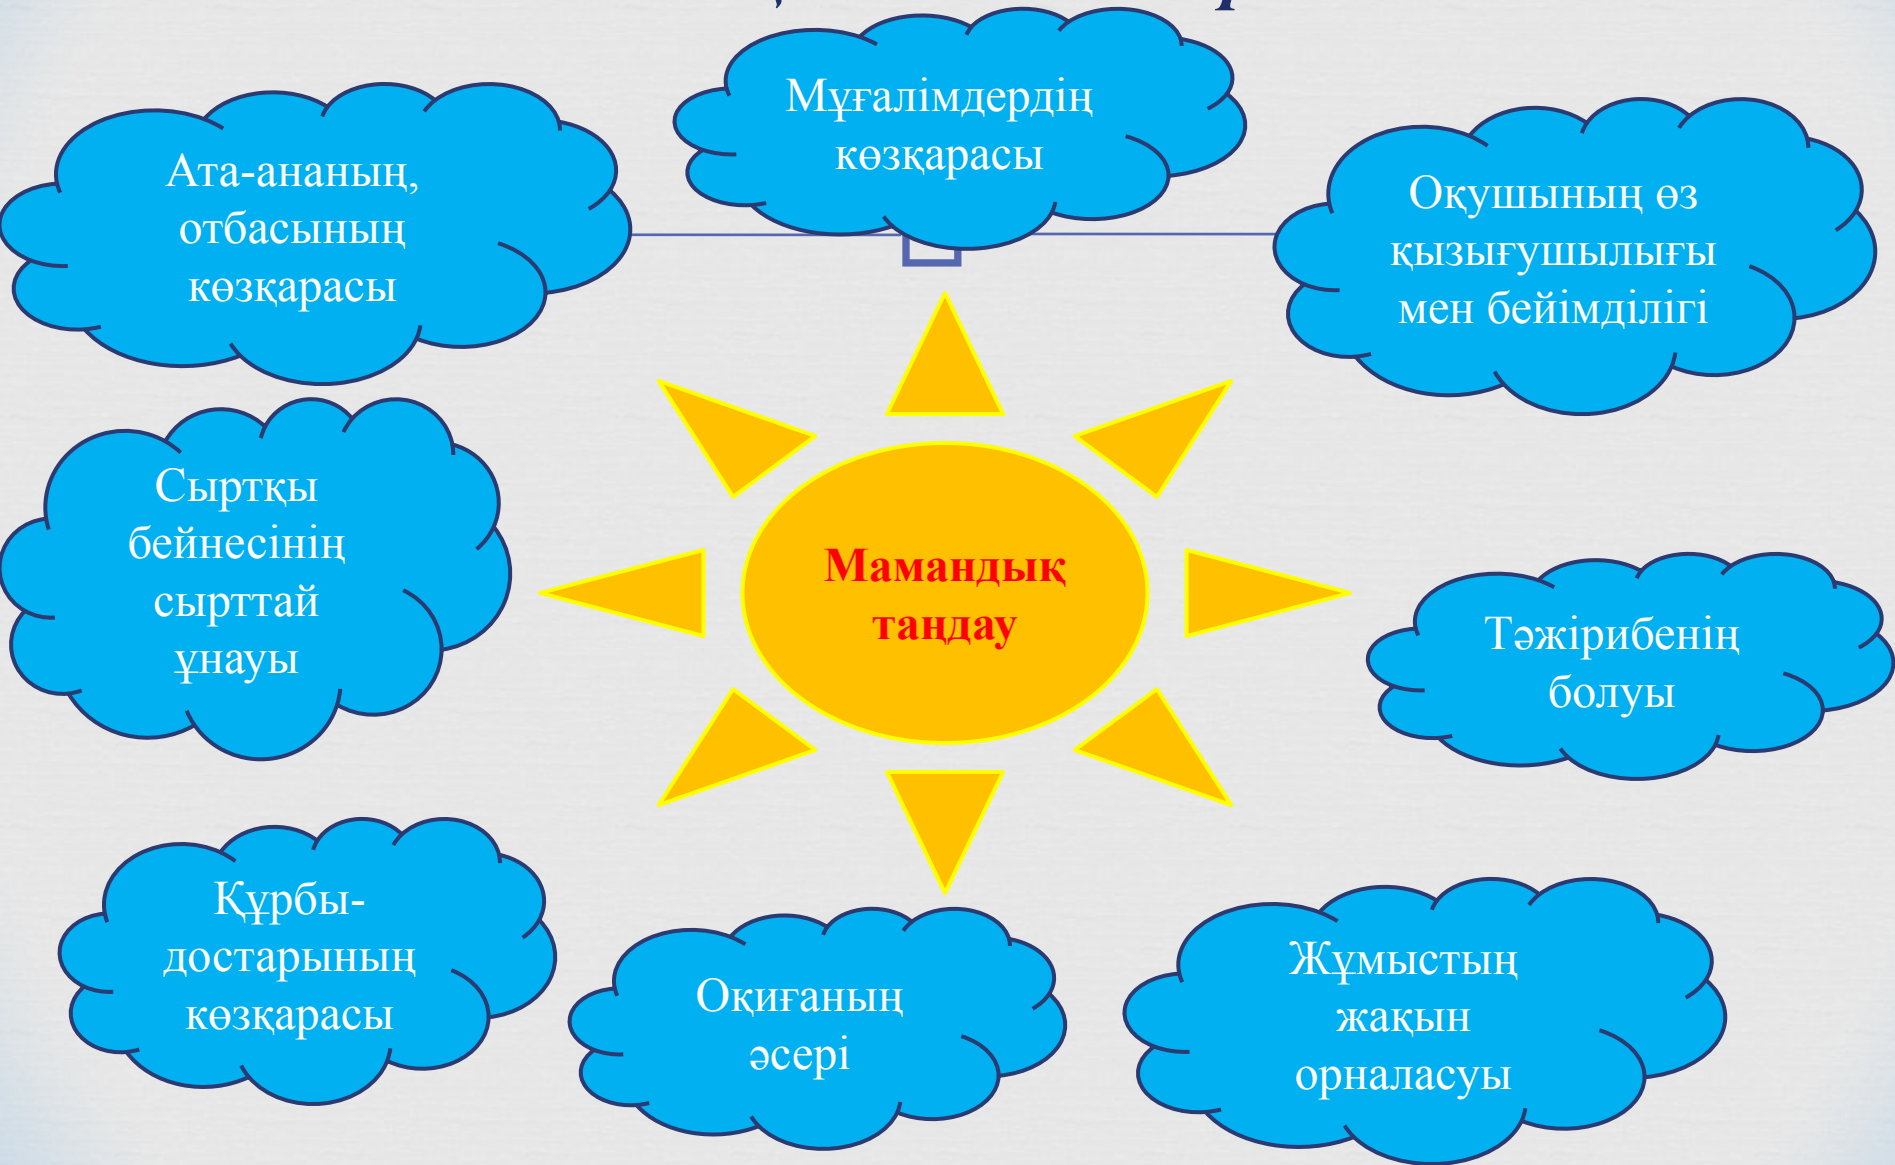 Мұғалімдердің
көзқарасы
Ата-ананың,
отбасының
көзқарасы
Оқушының өз
қызығушылығы
мен бейімділігі
Сыртқы
бейнесінің
сырттай
ұнауы
Мамандық
таңдау
Тәжірибенің
болуы
Құрбы-
достарының
көзқарасы
Оқиғаның
әсері
Жұмыстың
жақын
орналасуы